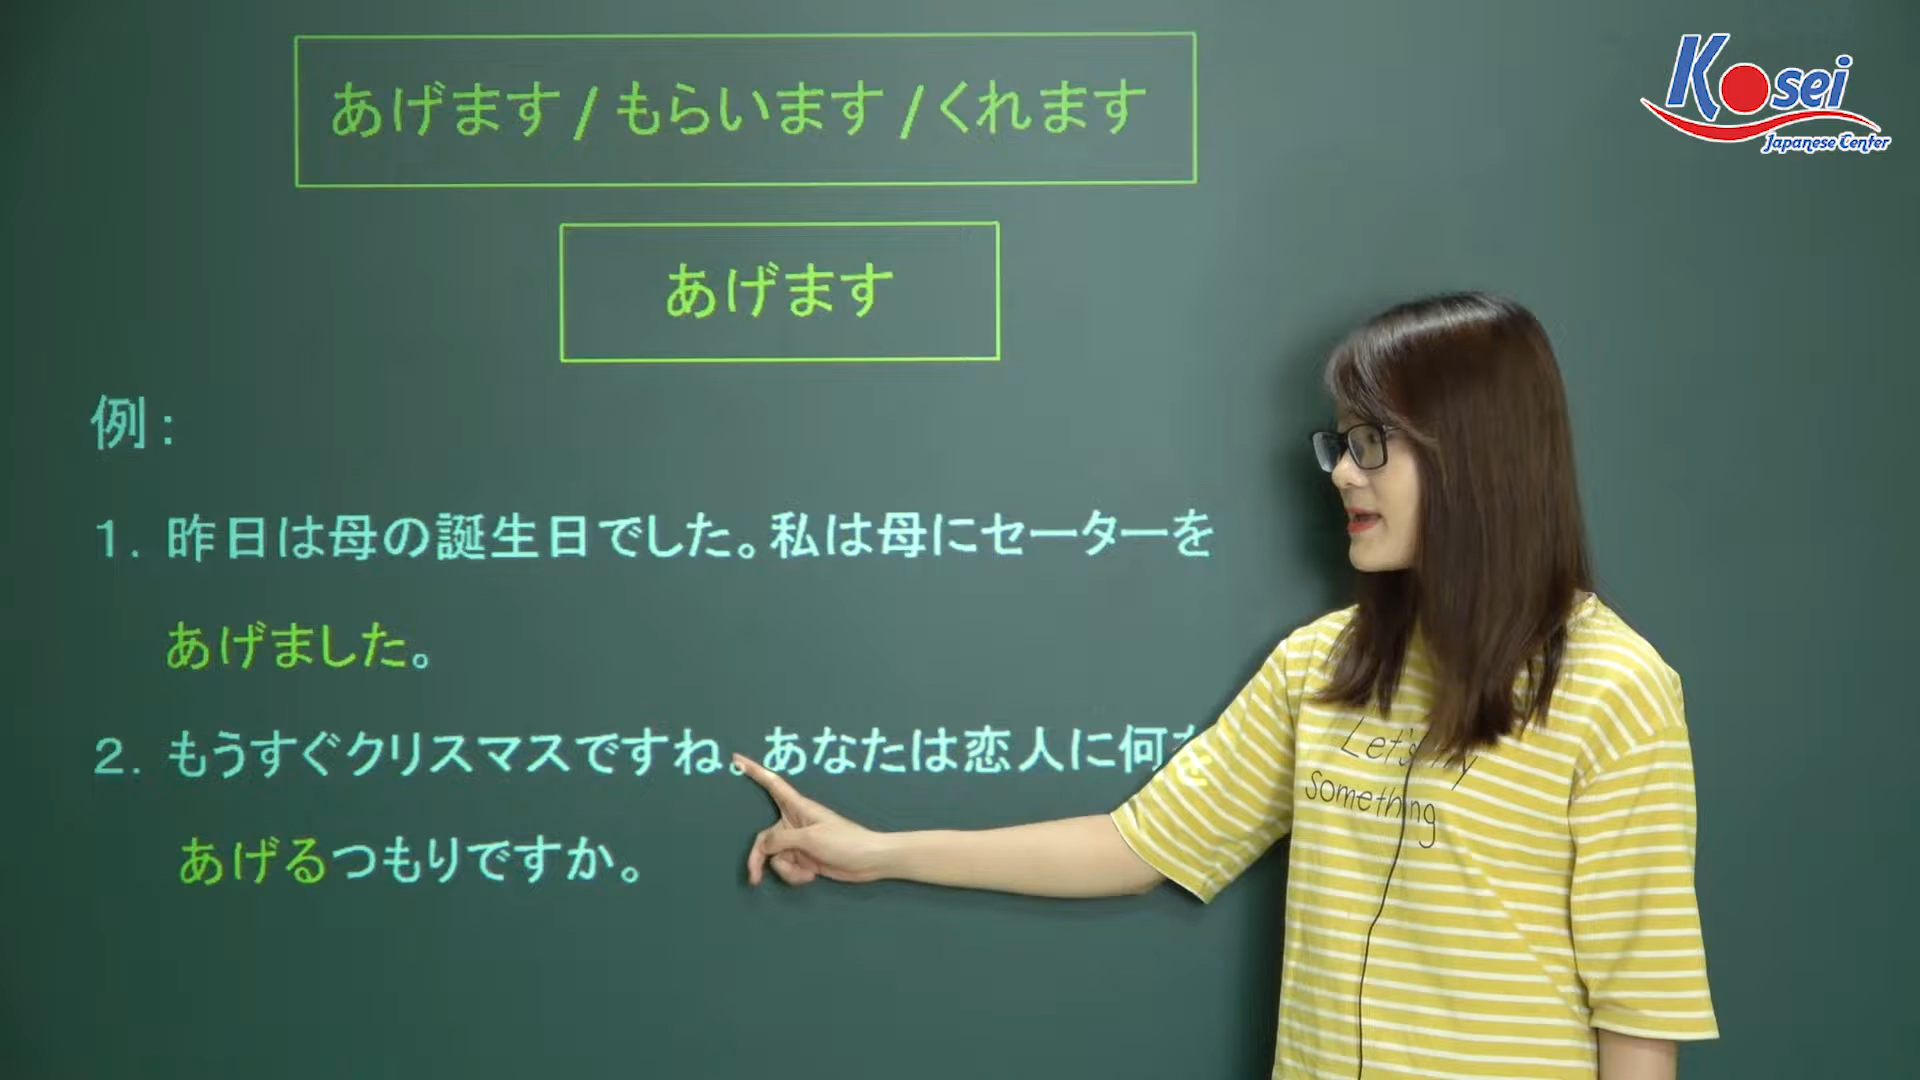 あげます/もらいます/くれます
Kosei
Japanese Center
あげます
例:
1. 昨日は母の誕生日でした。私は母にセーターを
あげました。
2. もうすぐクリスマスですね。あなたは恋人に何を
あげるつもりですか。
Let's
something